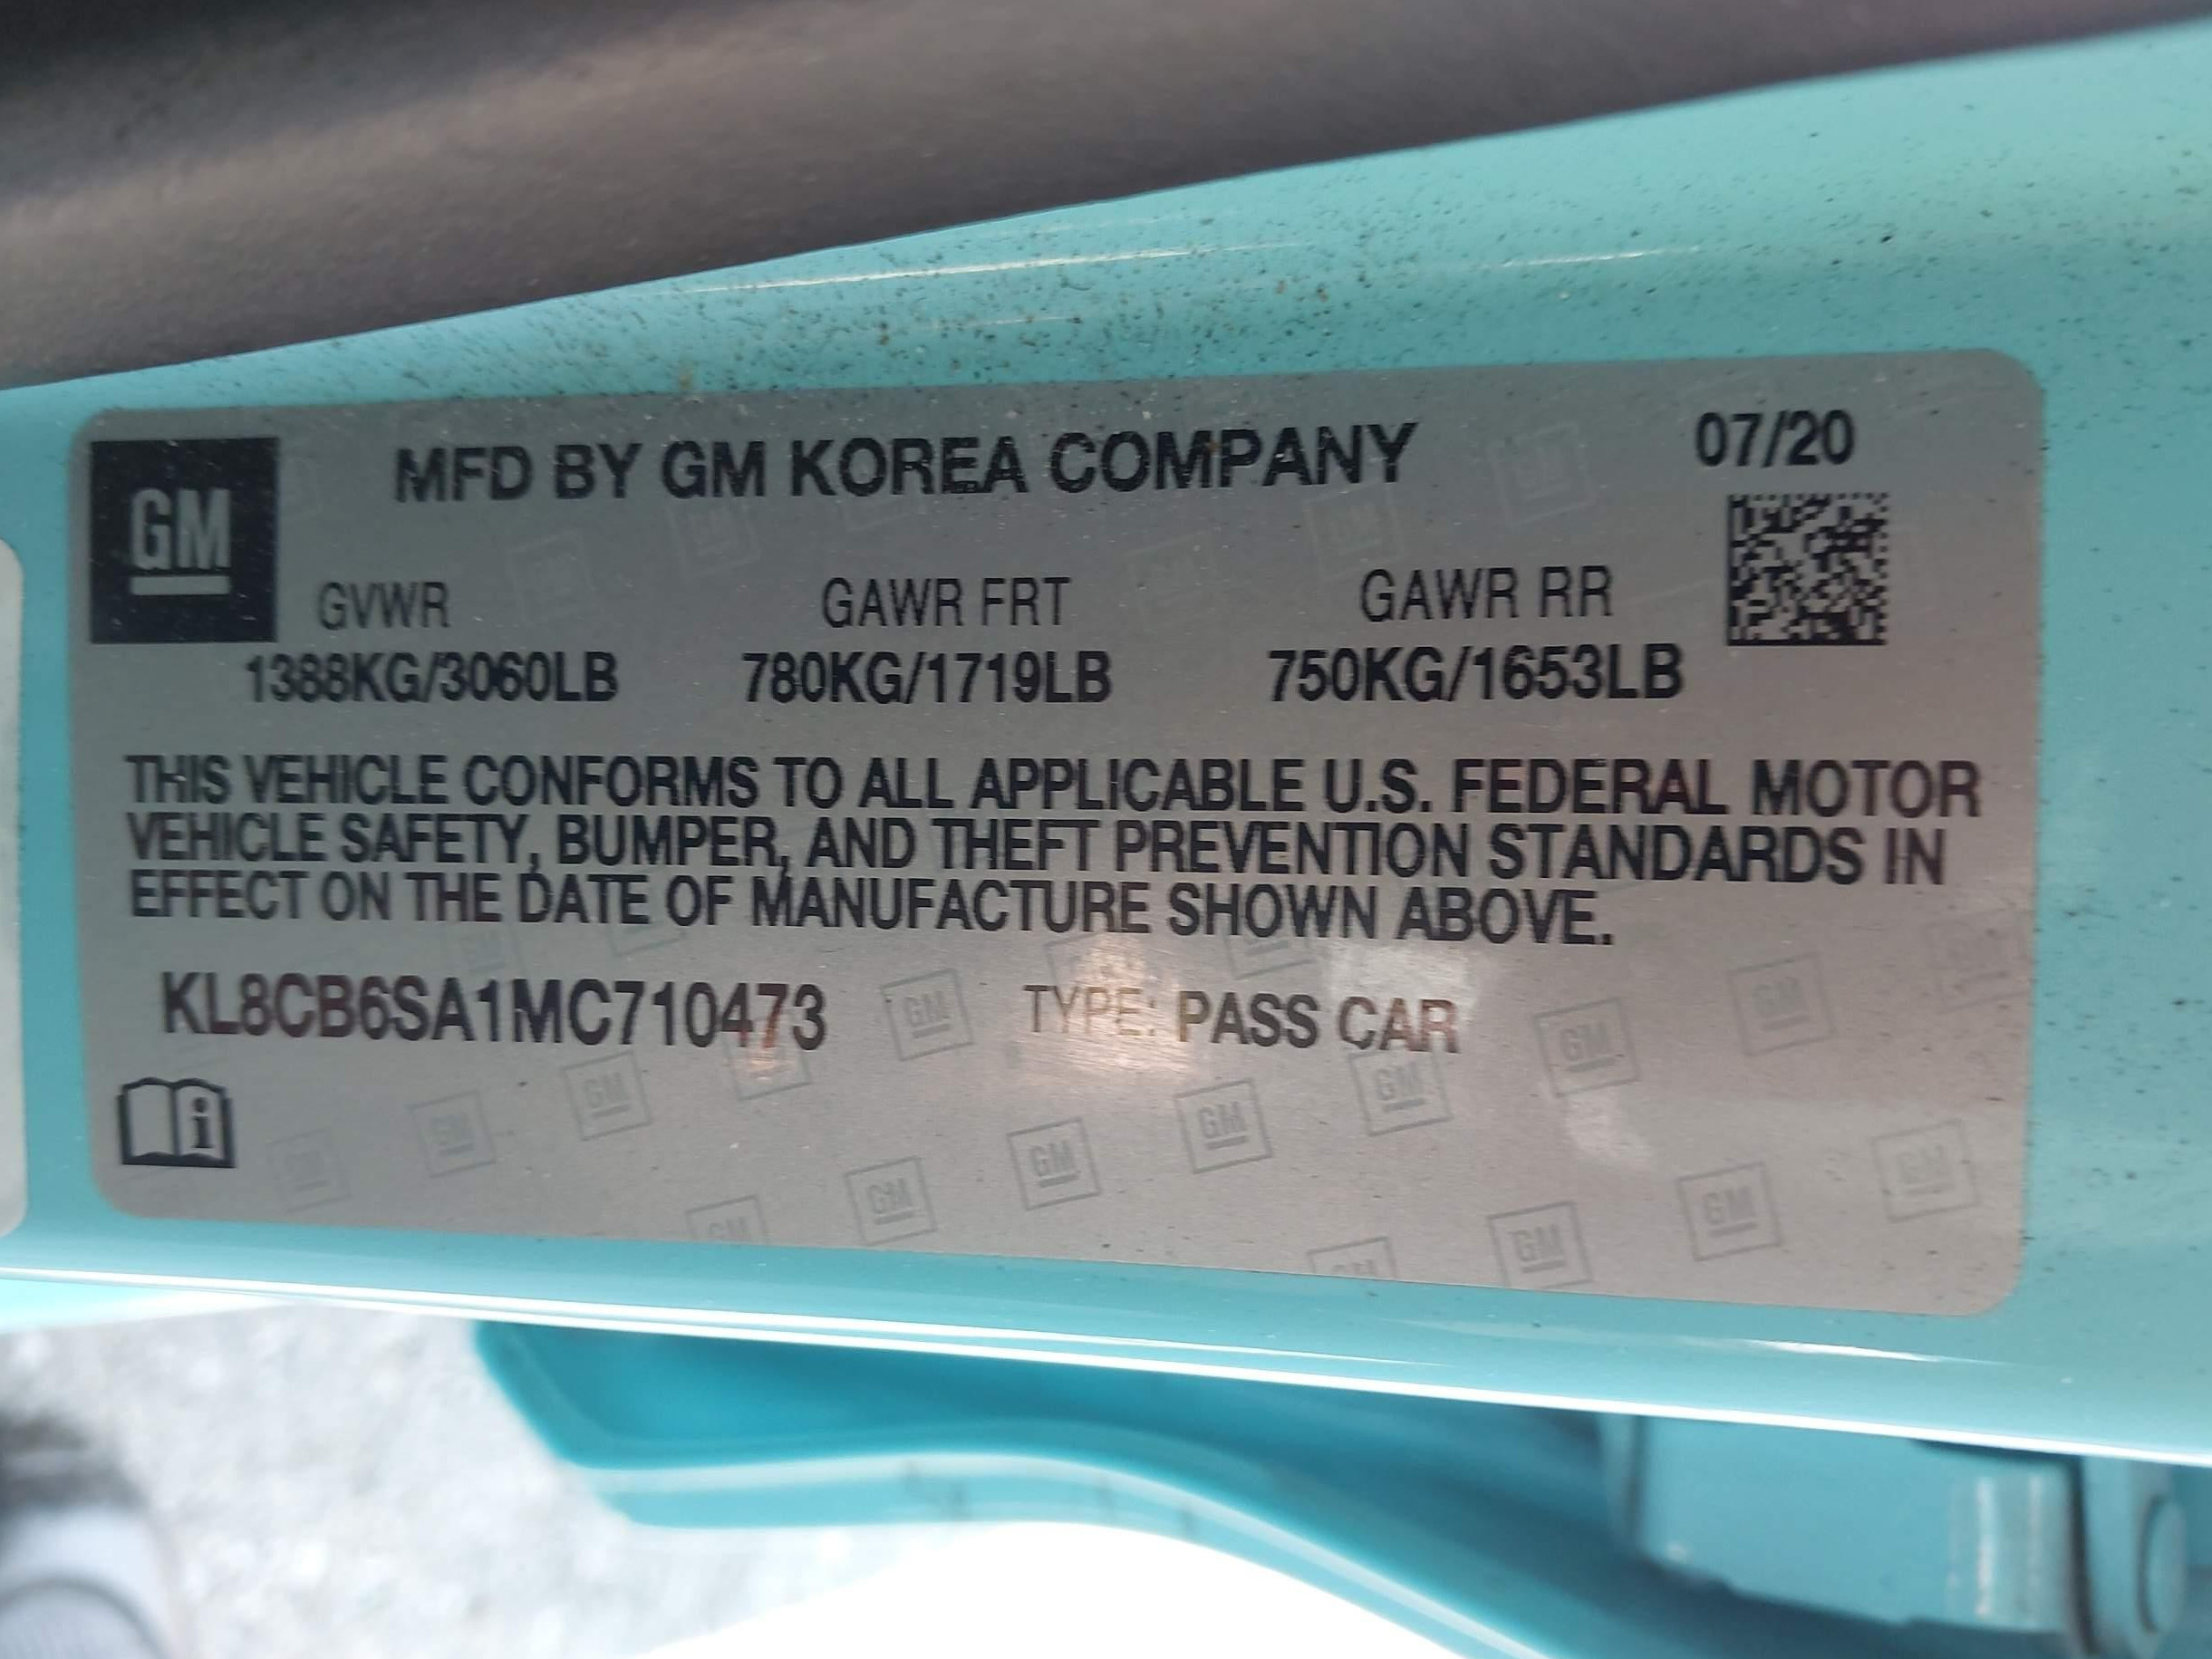 MFD BY GM KOREA COMPANY 07/20
GM
GVWR GAWR FRT GAWR RR
1388KG/3060LB 780KG/1719LB 750KG/1653LB
THIS VEHICLE CONFORMS TO ALL APPLICABLE U.S. FEDERAL MOTOR
VEHICLE SAFETY, BUMPER, AND THEFT PREVENTION STANDARDS IN
EFFECT ON THE DATE OF MANUFACTURE SHOWN ABOVE.
KL8CB6SA1MC710473 TYPE: PASS CAR